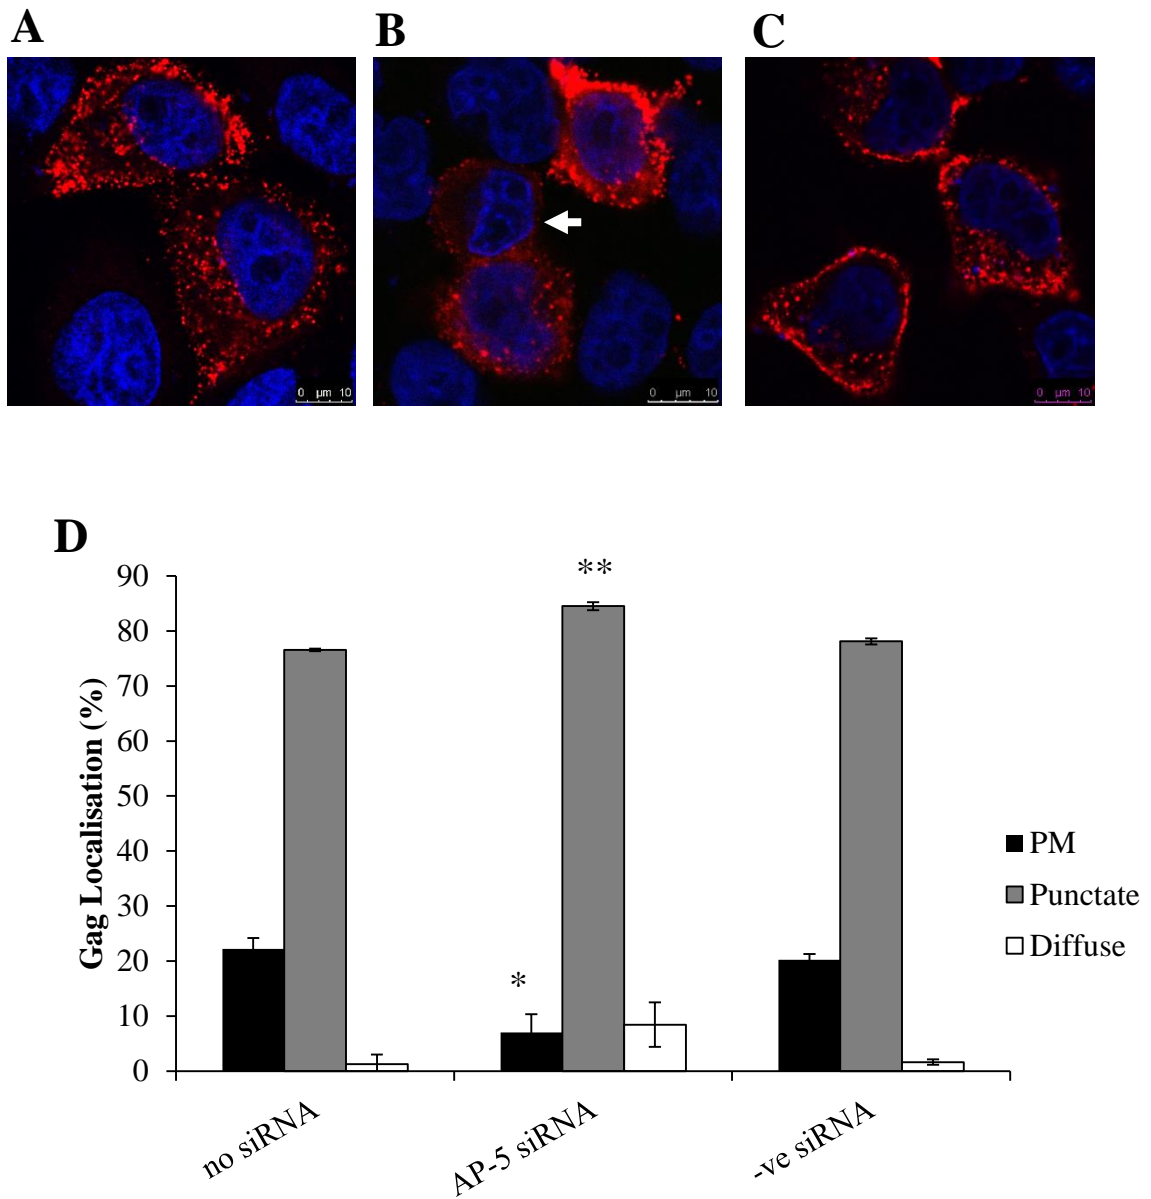 A B C
0 µm 10
0 µm 10
0 µm 10
D
**
*
90
80
70
60
50
40
30
20
10
0
Gag Localisation (%)
no siRNA
AP-5 siRNA
-ve siRNA
PM
Punctate
Diffuse